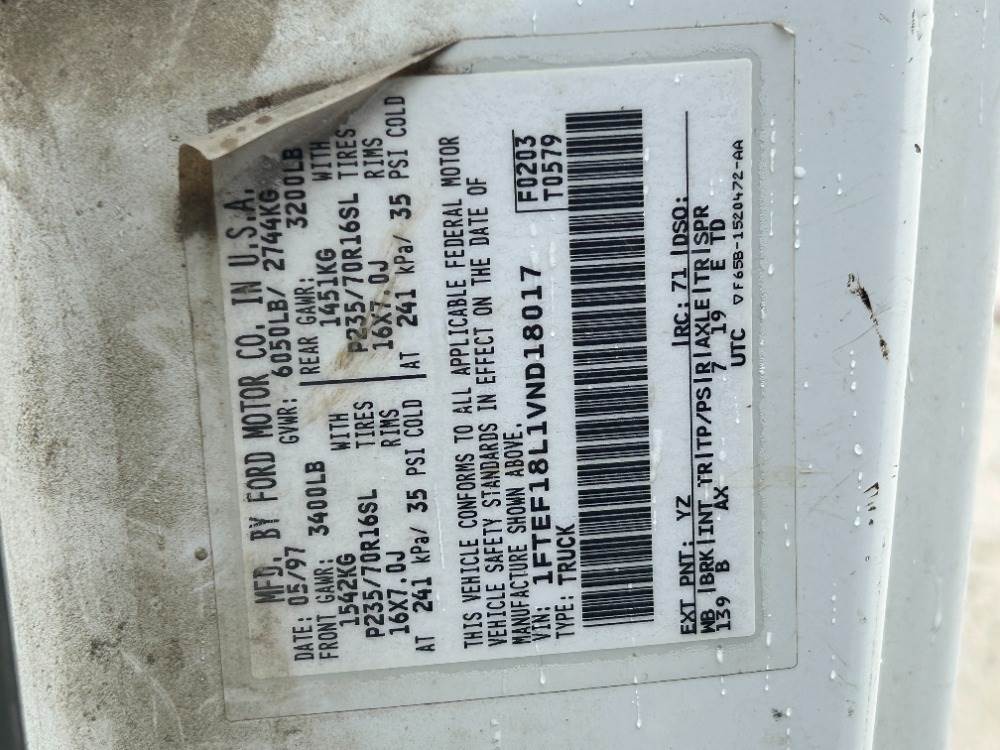 MFD. BY FORD MOTOR CO. IN U.S.A.
DATE: 05/97 GVWR: 6050LB/ 2744KG
FRONT GAWR: 3400LB REAR GAWR: 3200LB
1542KG WITH 1451KG WITH
P235/70R16SL TIRES P235/70R16SL TIRES
16X7.0J RIMS 16X7.0J RIMS
AT 241 kPa/ 35 PSI COLD AT 241 kPa/ 35 PSI COLD
THIS VEHICLE CONFORMS TO ALL APPLICABLE FEDERAL MOTOR
VEHICLE SAFETY STANDARDS IN EFFECT ON THE DATE OF
MANUFACTURE SHOWN ABOVE.
VIN: 1FTEF18L1VND18017 F0203
TYPE: TRUCK T0579
EXT PNT: YZ RC: 71 DSO:
WB BRK INT TR TP/PS R AXLE TR SPR
139 B AX 7 19 E TD
UTC ▽F65B-1520472-AA